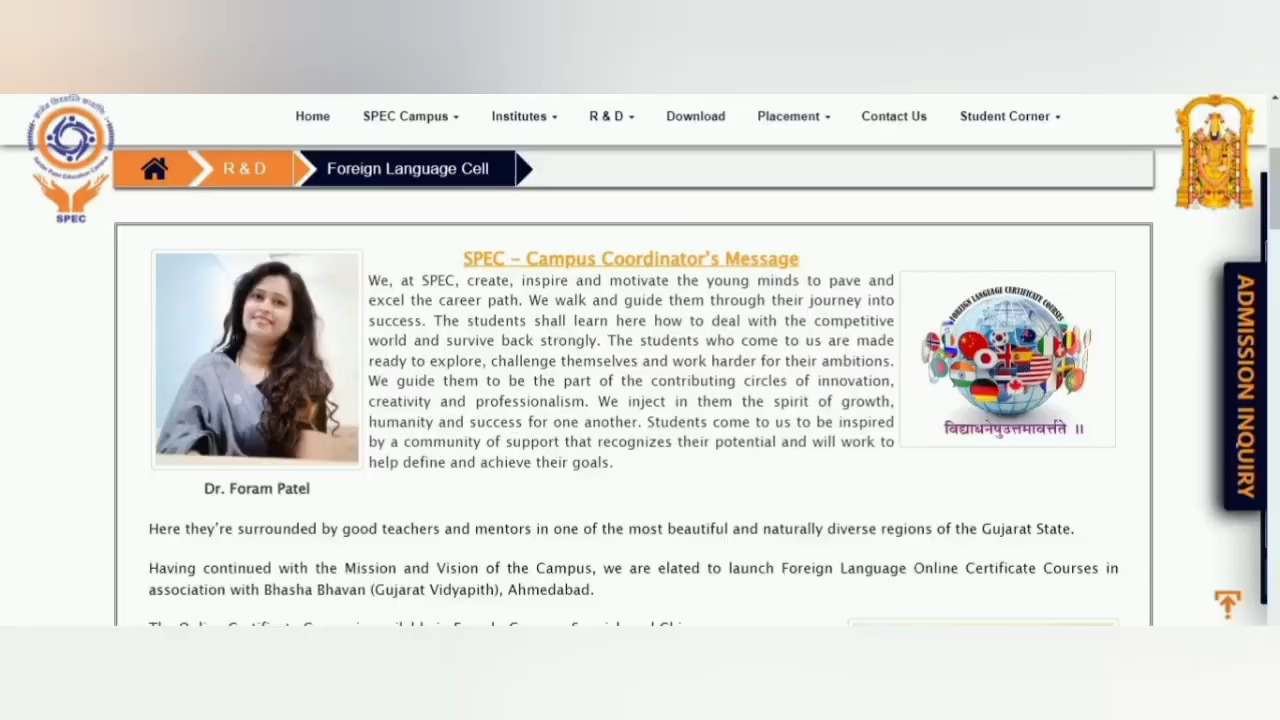 Home SPEC Campus Institutes R & D Download Placement Contact Us Student Corner
R & D Foreign Language Cell
SPEC
SPEC – Campus Coordinator's Message
We, at SPEC, create, inspire and motivate the young minds to pave and
excel the career path. We walk and guide them through their journey into
success. The students shall learn here how to deal with the competitive
world and survive back strongly. The students who come to us are made
ready to explore, challenge themselves and work harder for their ambitions.
We guide them to be the part of the contributing circles of innovation,
creativity and professionalism. We inject in them the spirit of growth,
humanity and success for one another. Students come to us to be inspired
by a community of support that recognizes their potential and will work to
help define and achieve their goals.
FOREIGN LANGUAGE CERTIFICATE COURSES
विद्याधनेषुउत्तमावर्त्तते ॥
Dr. Foram Patel
Here they're surrounded by good teachers and mentors in one of the most beautiful and naturally diverse regions of the Gujarat State.
Having continued with the Mission and Vision of the Campus, we are elated to launch Foreign Language Online Certificate Courses in
association with Bhasha Bhavan (Gujarat Vidyapith), Ahmedabad.
ADMISSION INQUIRY